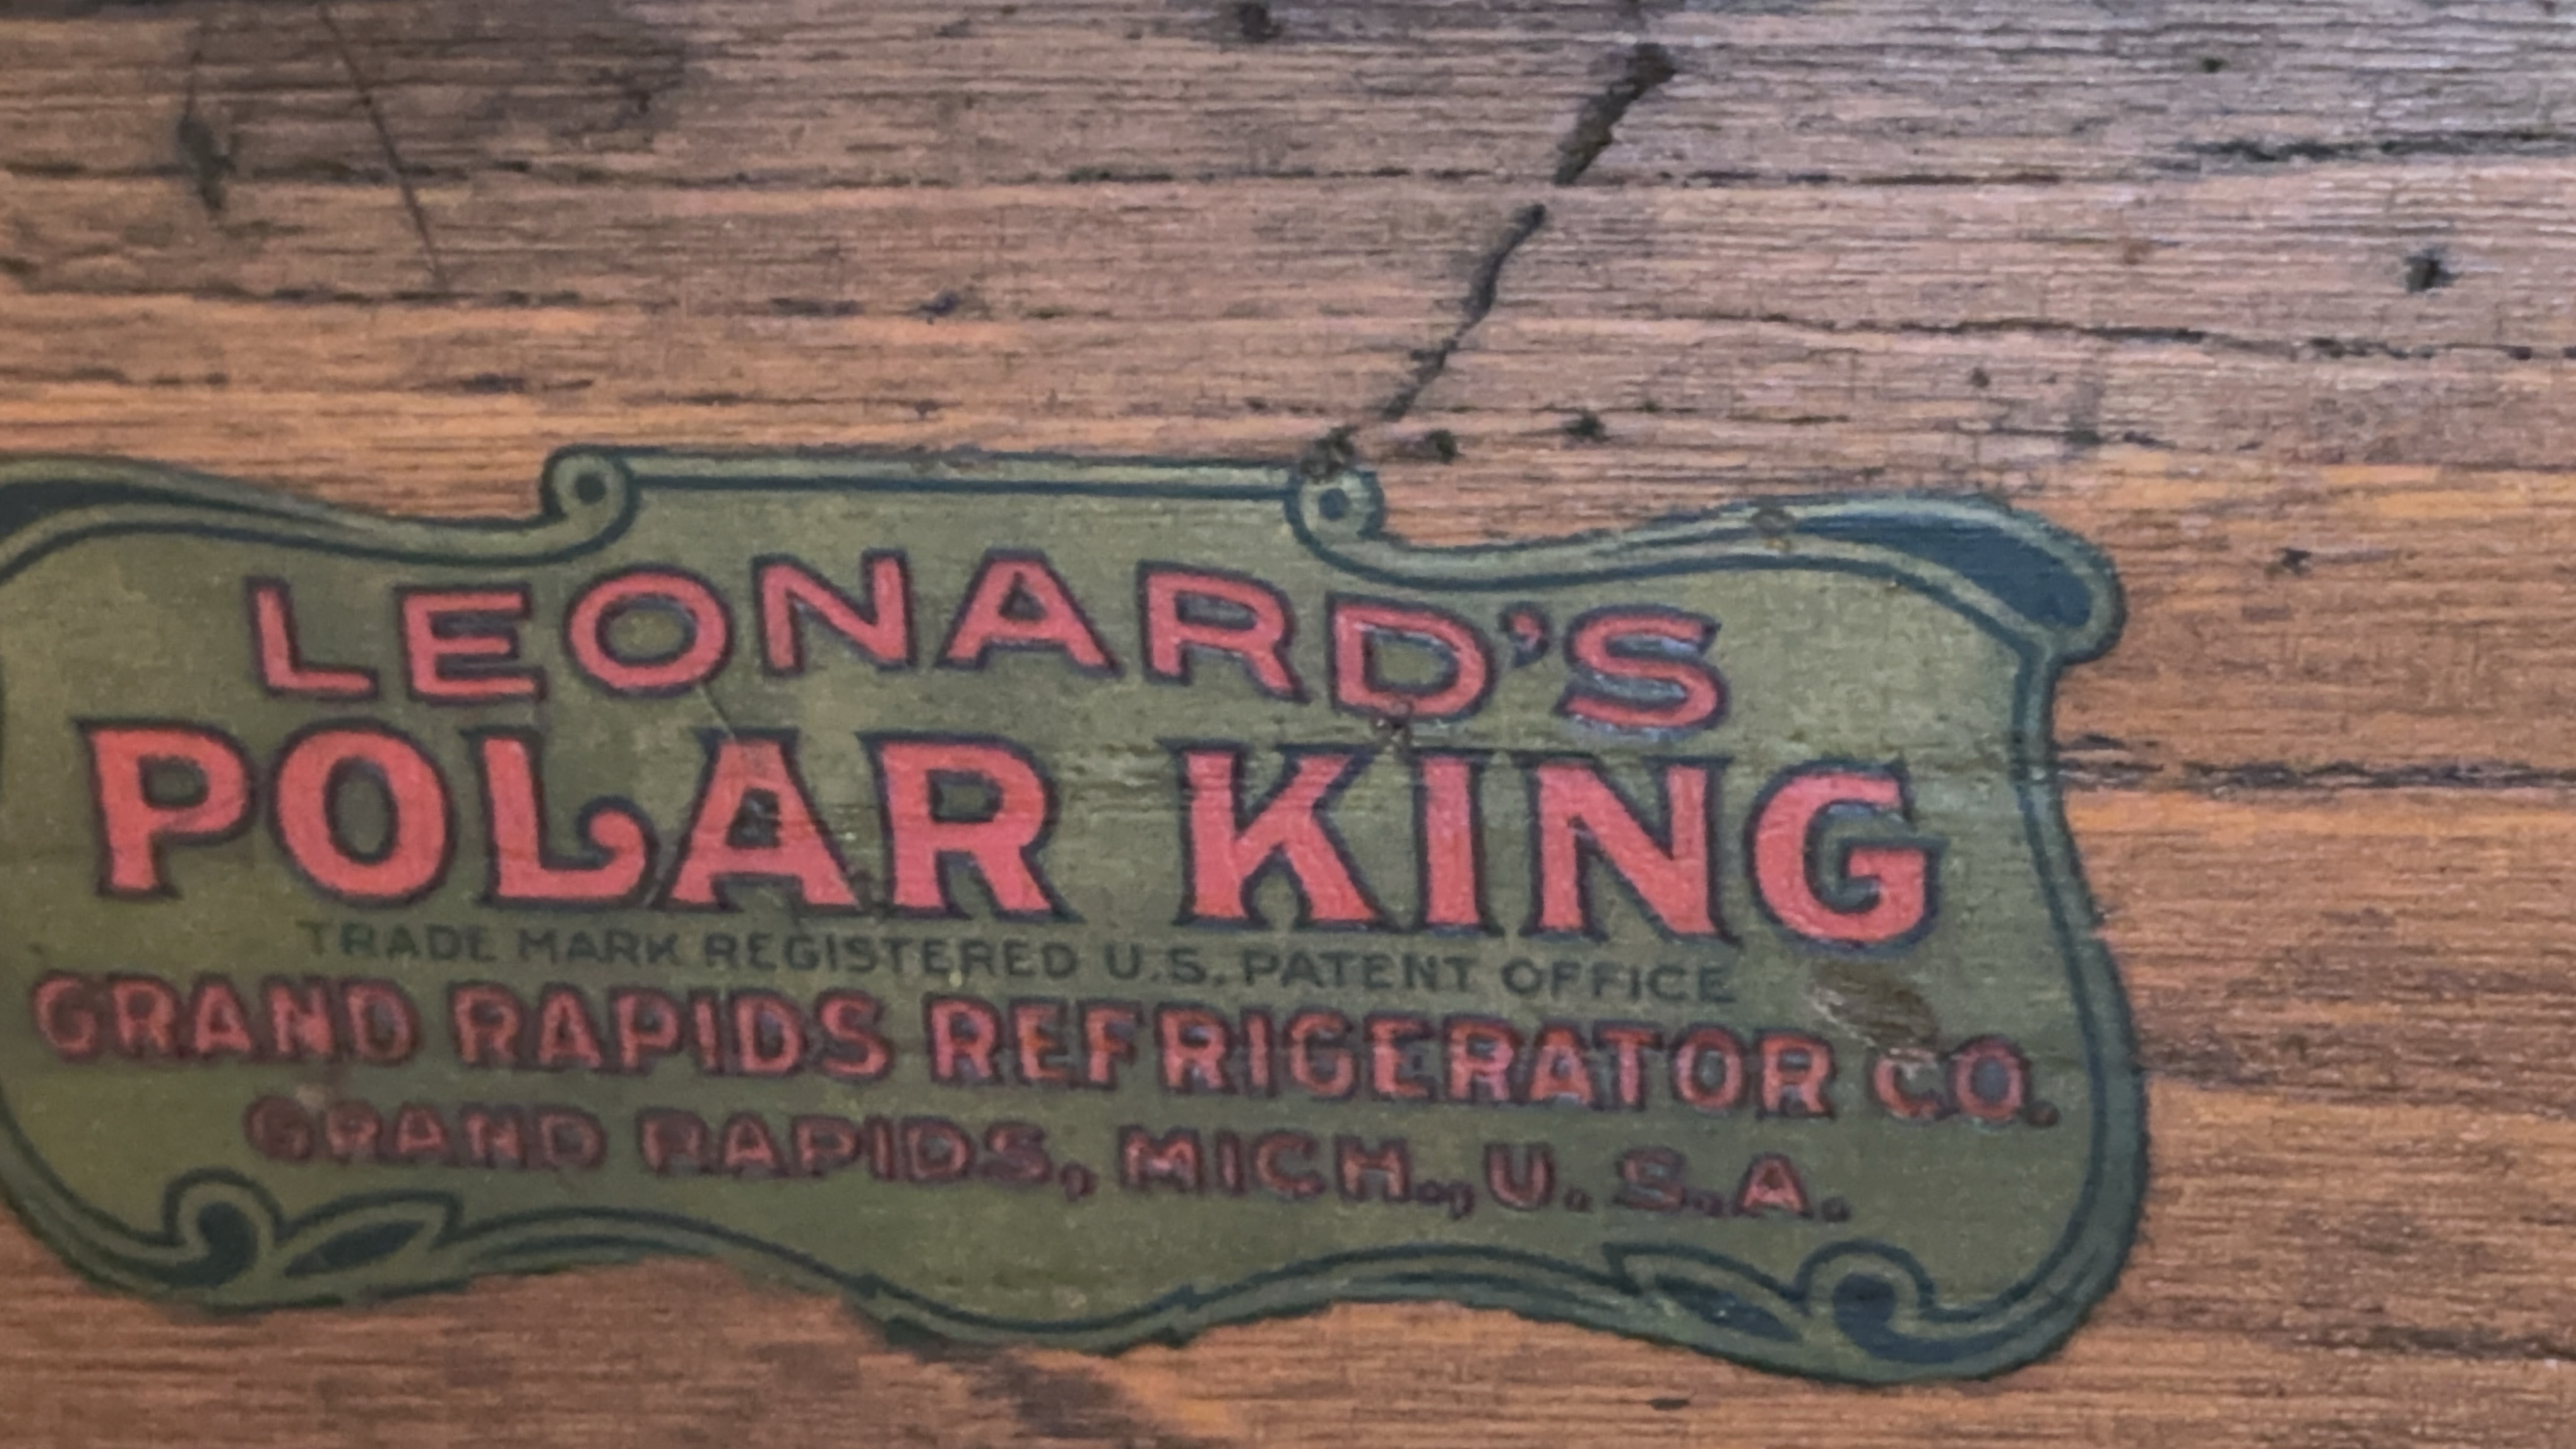 LEONARD'S
POLAR KING
TRADE MARK REGISTERED U.S. PATENT OFFICE
GRAND RAPIDS REFRIGERATOR CO.
GRAND RAPIDS, MICH., U.S.A.